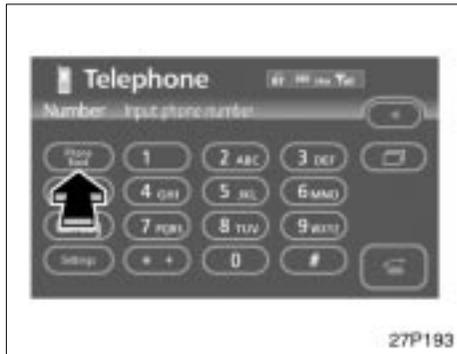 Telephone
Number Input phone number
Phone Book 1 2 ABC 3 DEF
4 GHI 5 JKL 6 MNO
7 PQRS 8 TUV 9 WXYZ
Settings * + 0 #
27P193